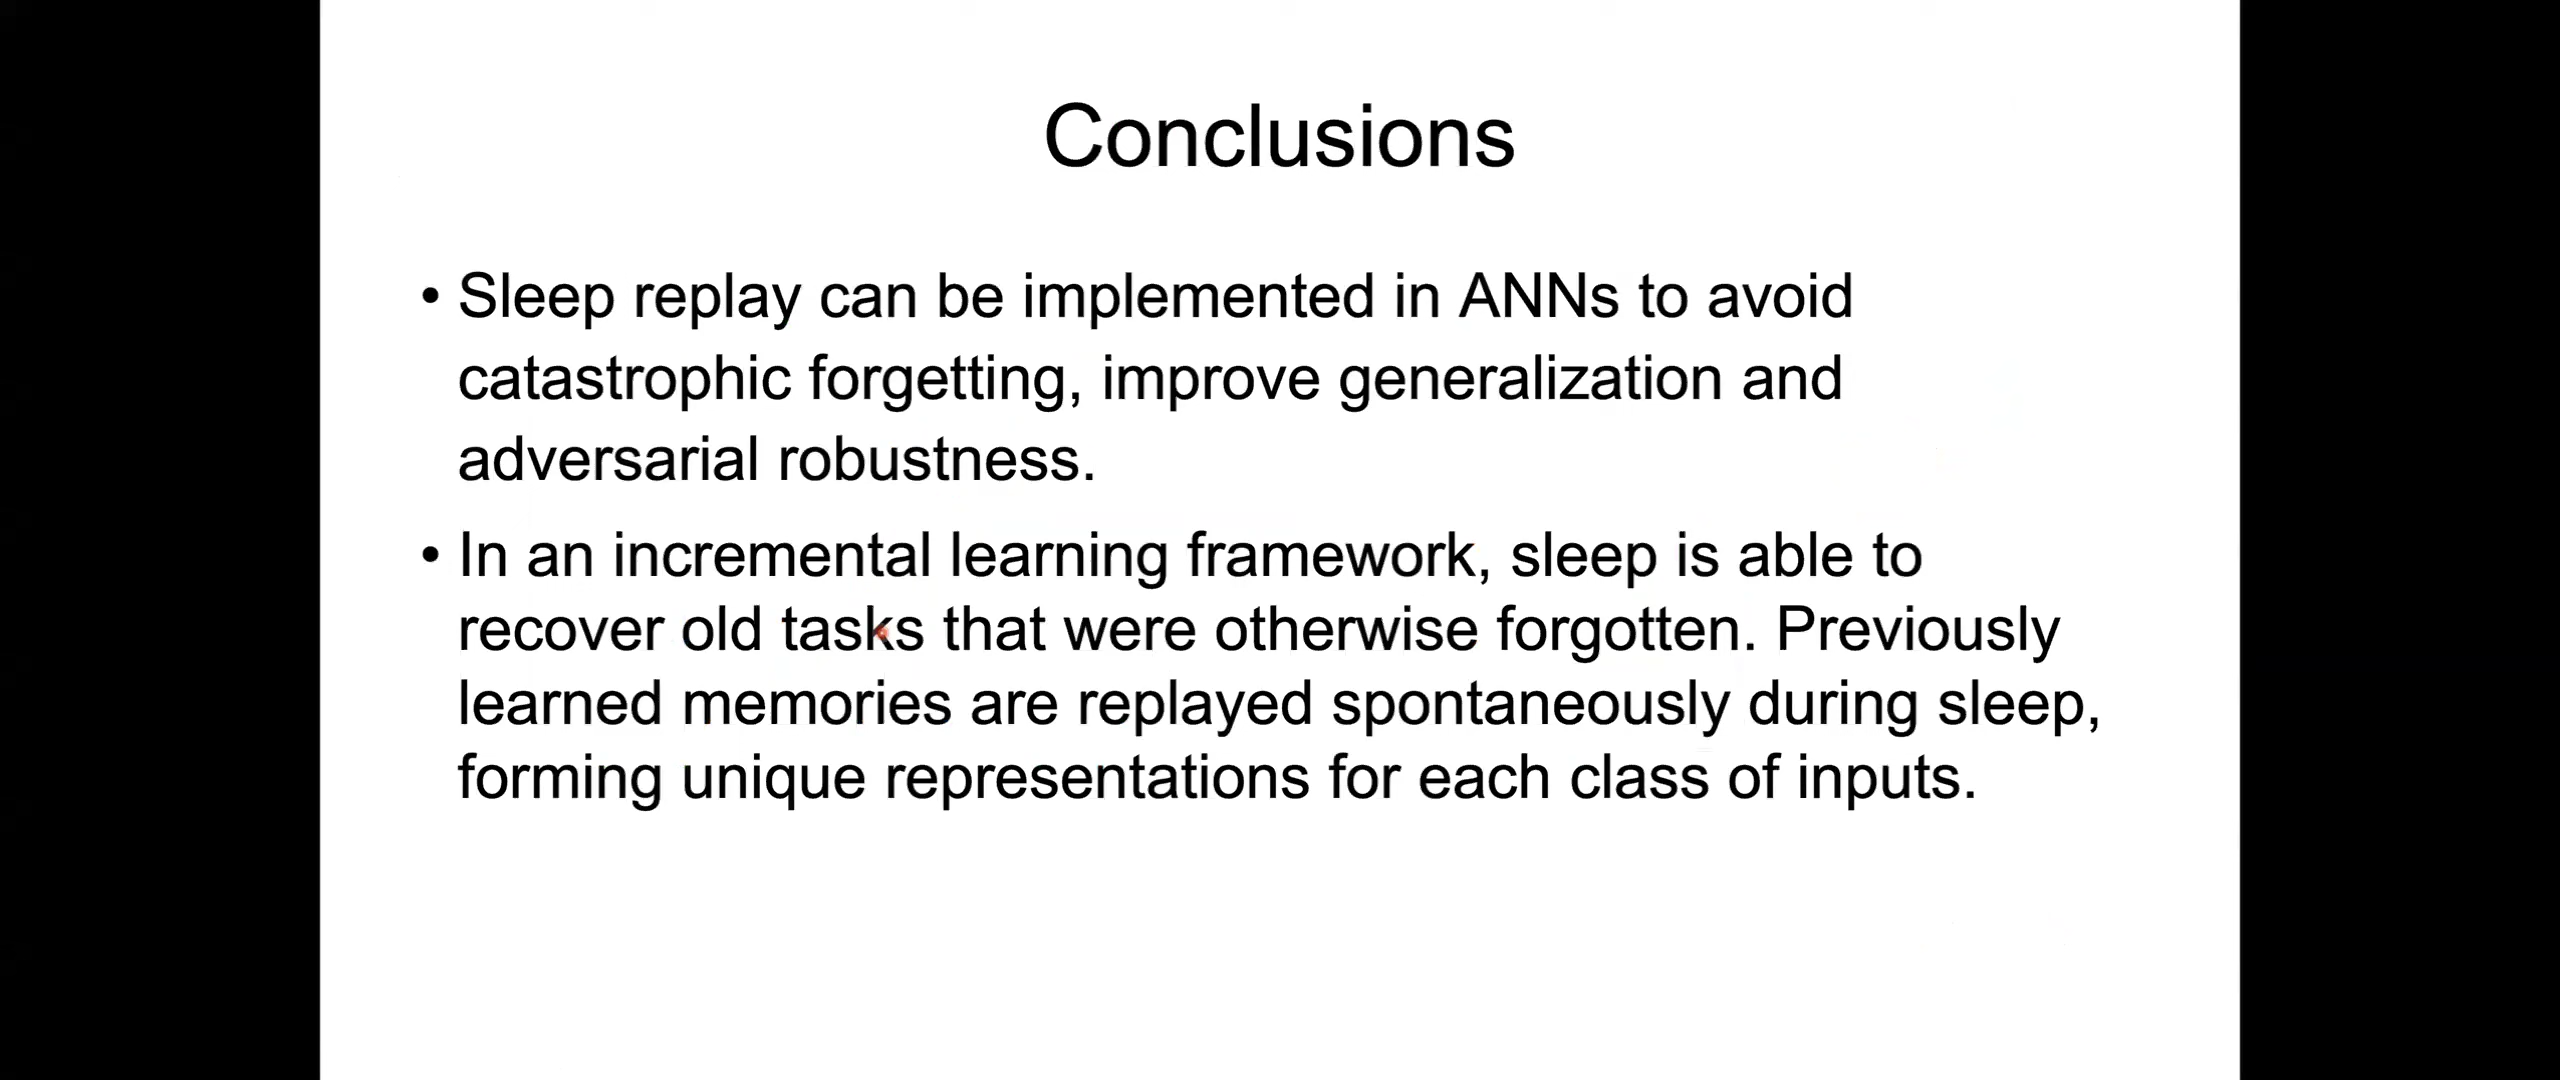 Conclusions
• Sleep replay can be implemented in ANNs to avoid
catastrophic forgetting, improve generalization and
adversarial robustness.
• In an incremental learning framework, sleep is able to
recover old tasks that were otherwise forgotten. Previously
learned memories are replayed spontaneously during sleep,
forming unique representations for each class of inputs.